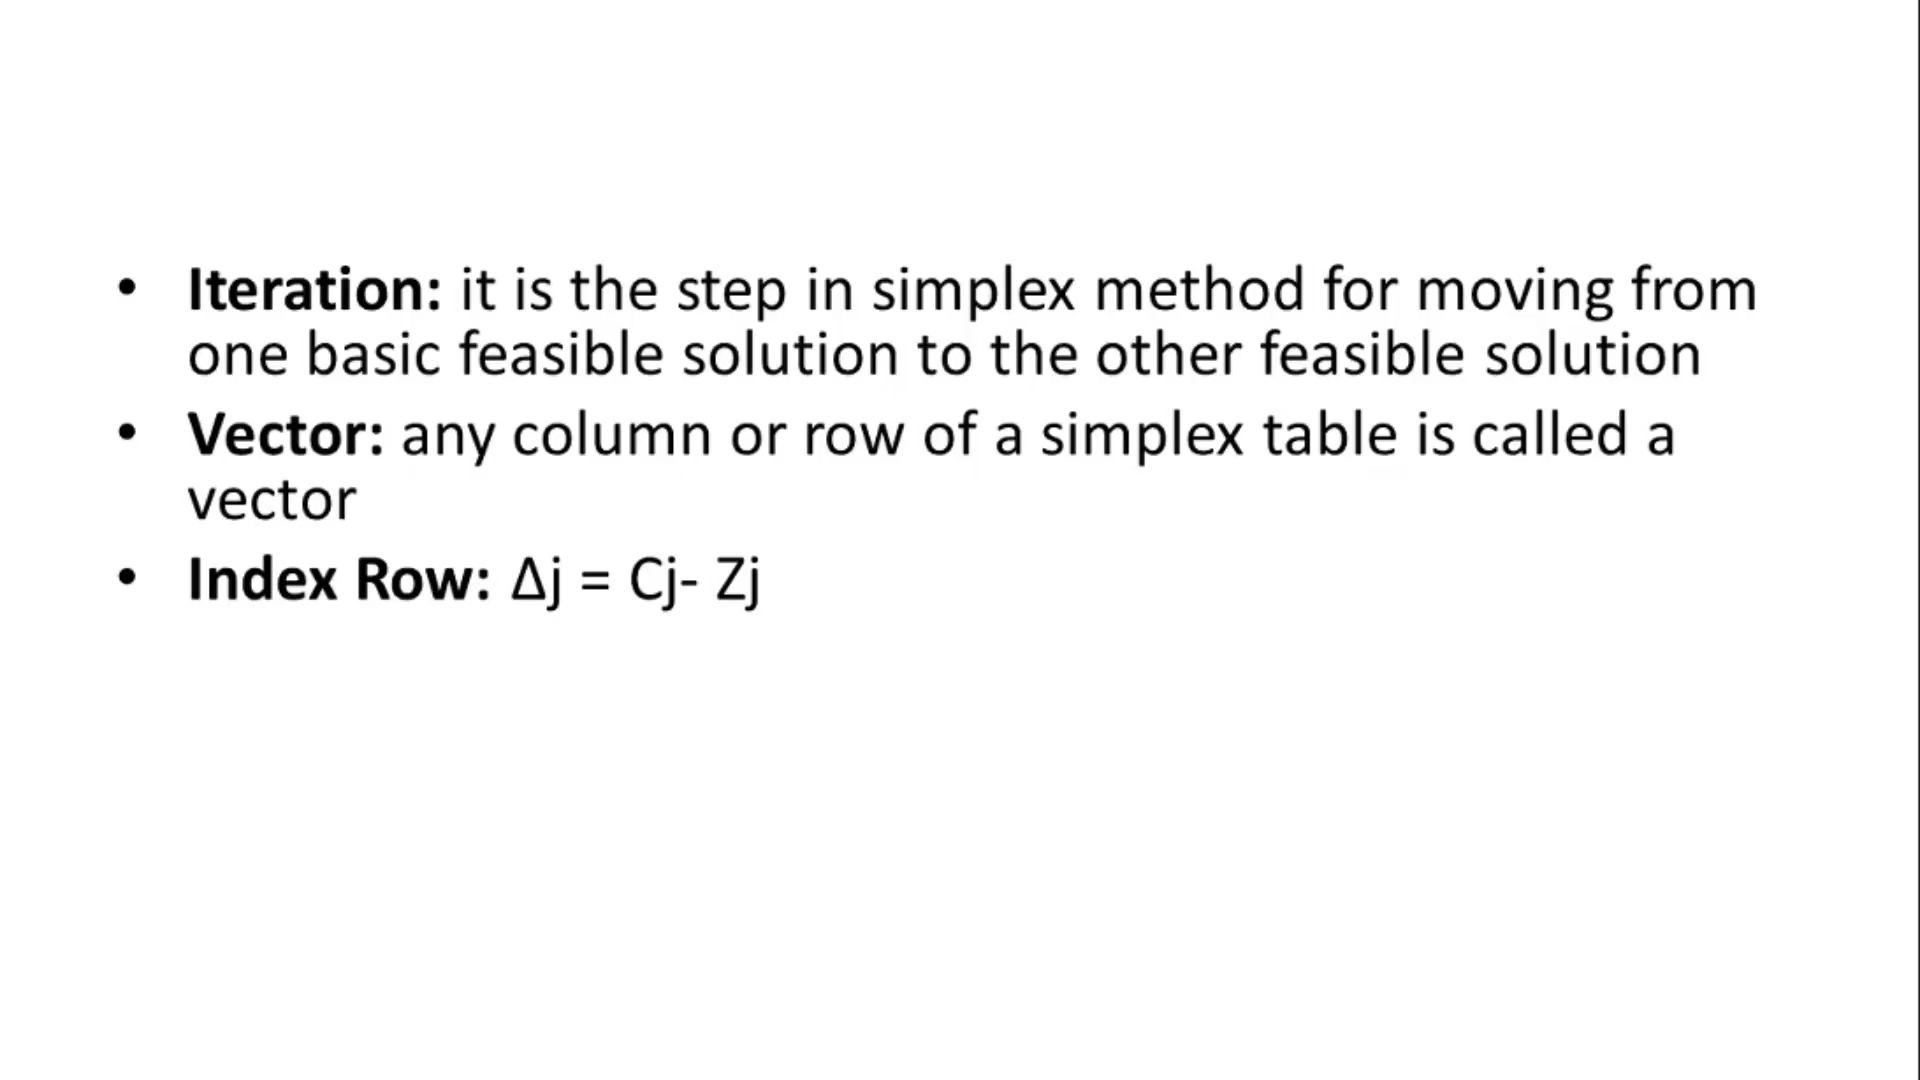 • Iteration: it is the step in simplex method for moving from
one basic feasible solution to the other feasible solution
• Vector: any column or row of a simplex table is called a
vector
• Index Row: Δj = Cj- Zj